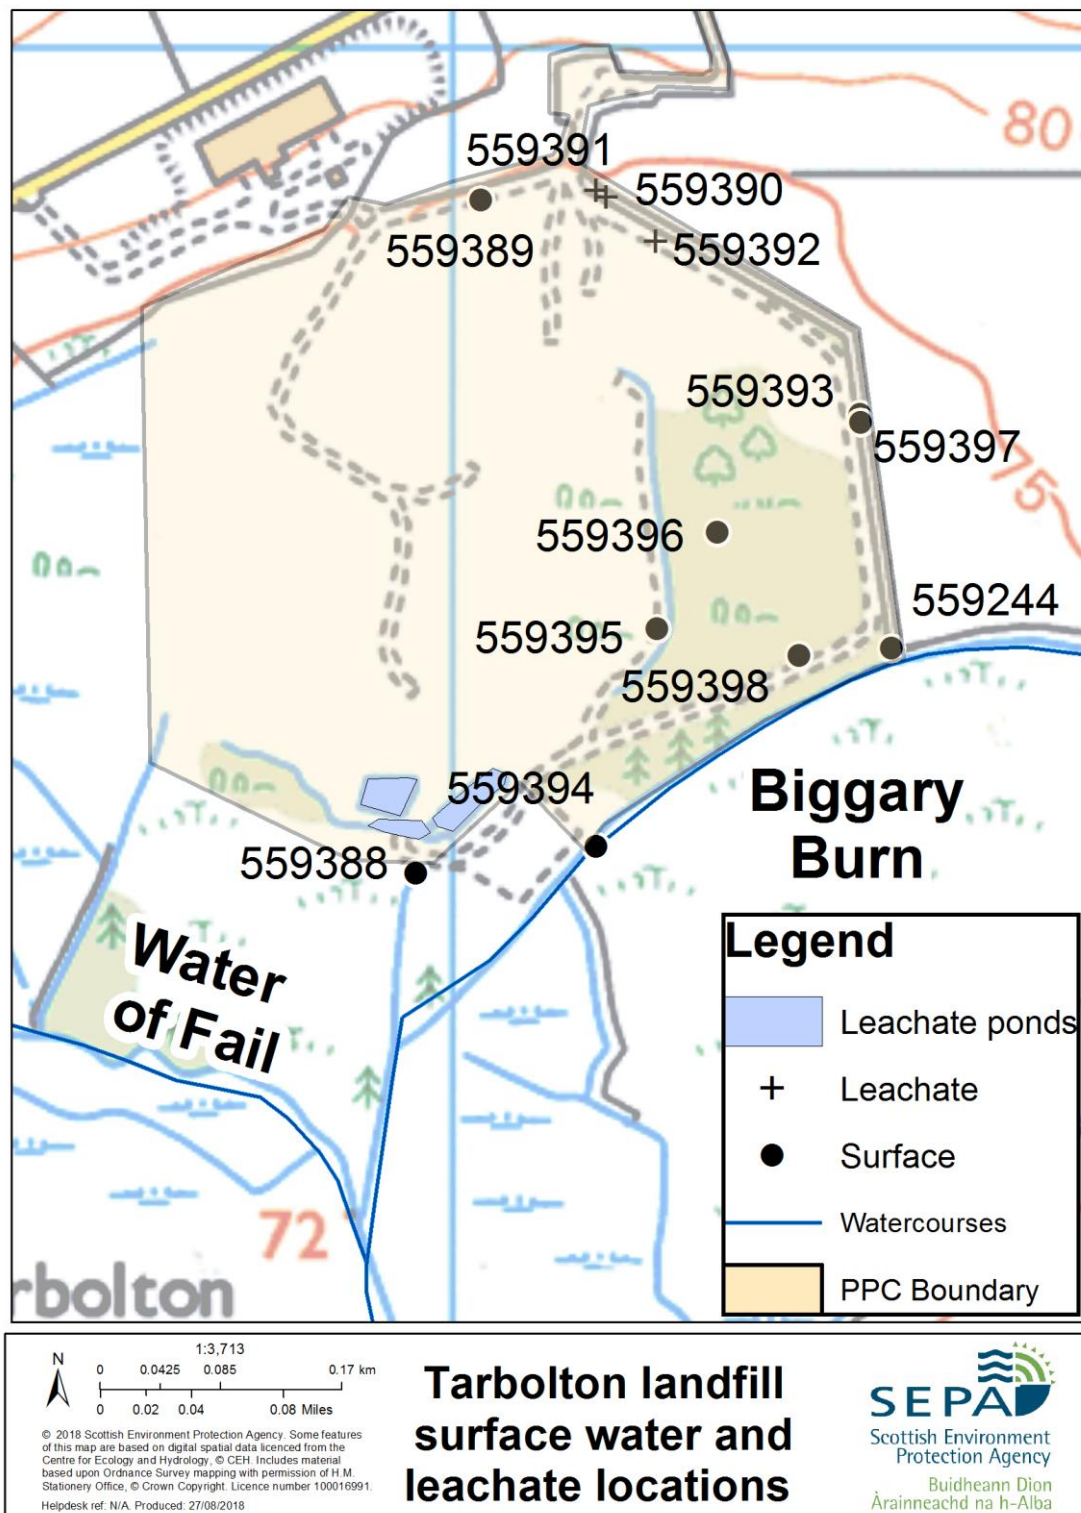 80
559391
559390
559389
559392
559393
559397
75
559396
559244
559395
559398
559394
Biggary
Burn
559388
Water
of Fail
72
rbolton
Legend
Leachate ponds
Leachate
Surface
Watercourses
PPC Boundary
N
1:3,713
0 0.0425 0.085 0.17 km
0 0.02 0.04 0.08 Miles
© 2018 Scottish Environment Protection Agency. Some features
of this map are based on digital spatial data licenced from the
Centre for Ecology and Hydrology, © CEH. Includes material
based upon Ordnance Survey mapping with permission of H.M.
Stationery Office, © Crown Copyright. Licence number 100016991.
Helpdesk ref: N/A. Produced: 27/08/2018
Tarbolton landfill
surface water and
leachate locations
SEPA
Scottish Environment
Protection Agency
Buidheann Dìon
Àrainneachd na h-Alba